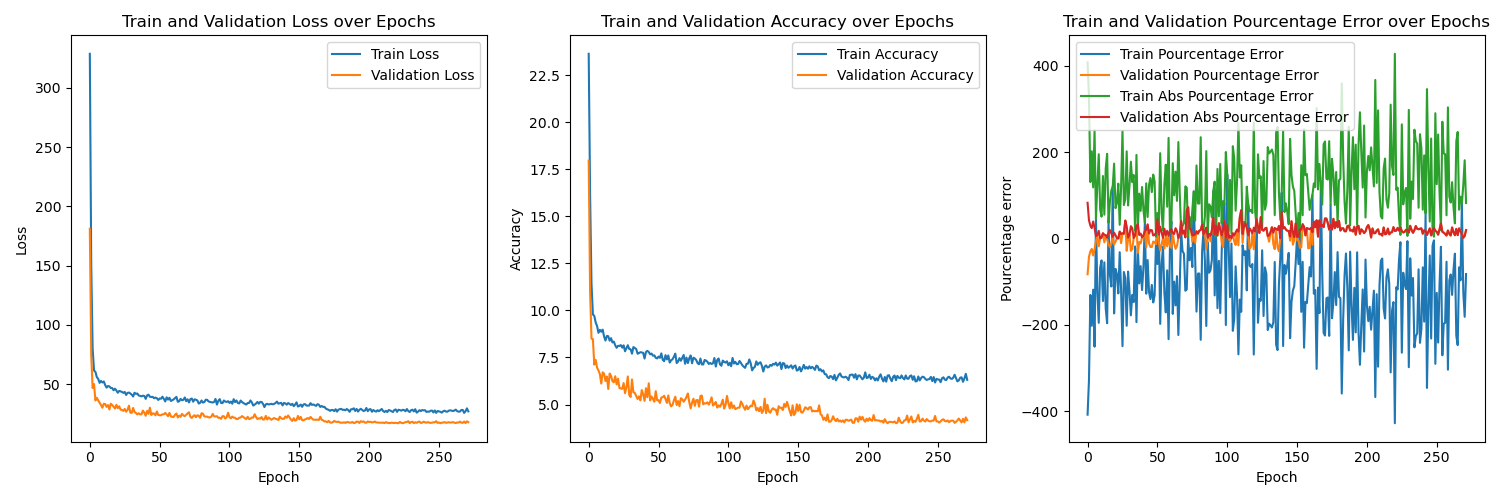 Train and Validation Loss over Epochs
Train Loss
Validation Loss
300
250
200
150
100
50
Loss
0
50
100
150
200
250
Epoch
Train and Validation Accuracy over Epochs
Train Accuracy
Validation Accuracy
22.5
20.0
17.5
15.0
12.5
10.0
7.5
5.0
Accuracy
0
50
100
150
200
250
Epoch
Train and Validation Pourcentage Error over Epochs
Train Pourcentage Error
Validation Pourcentage Error
Train Abs Pourcentage Error
Validation Abs Pourcentage Error
400
200
0
−200
−400
Pourcentage error
0
50
100
150
200
250
Epoch